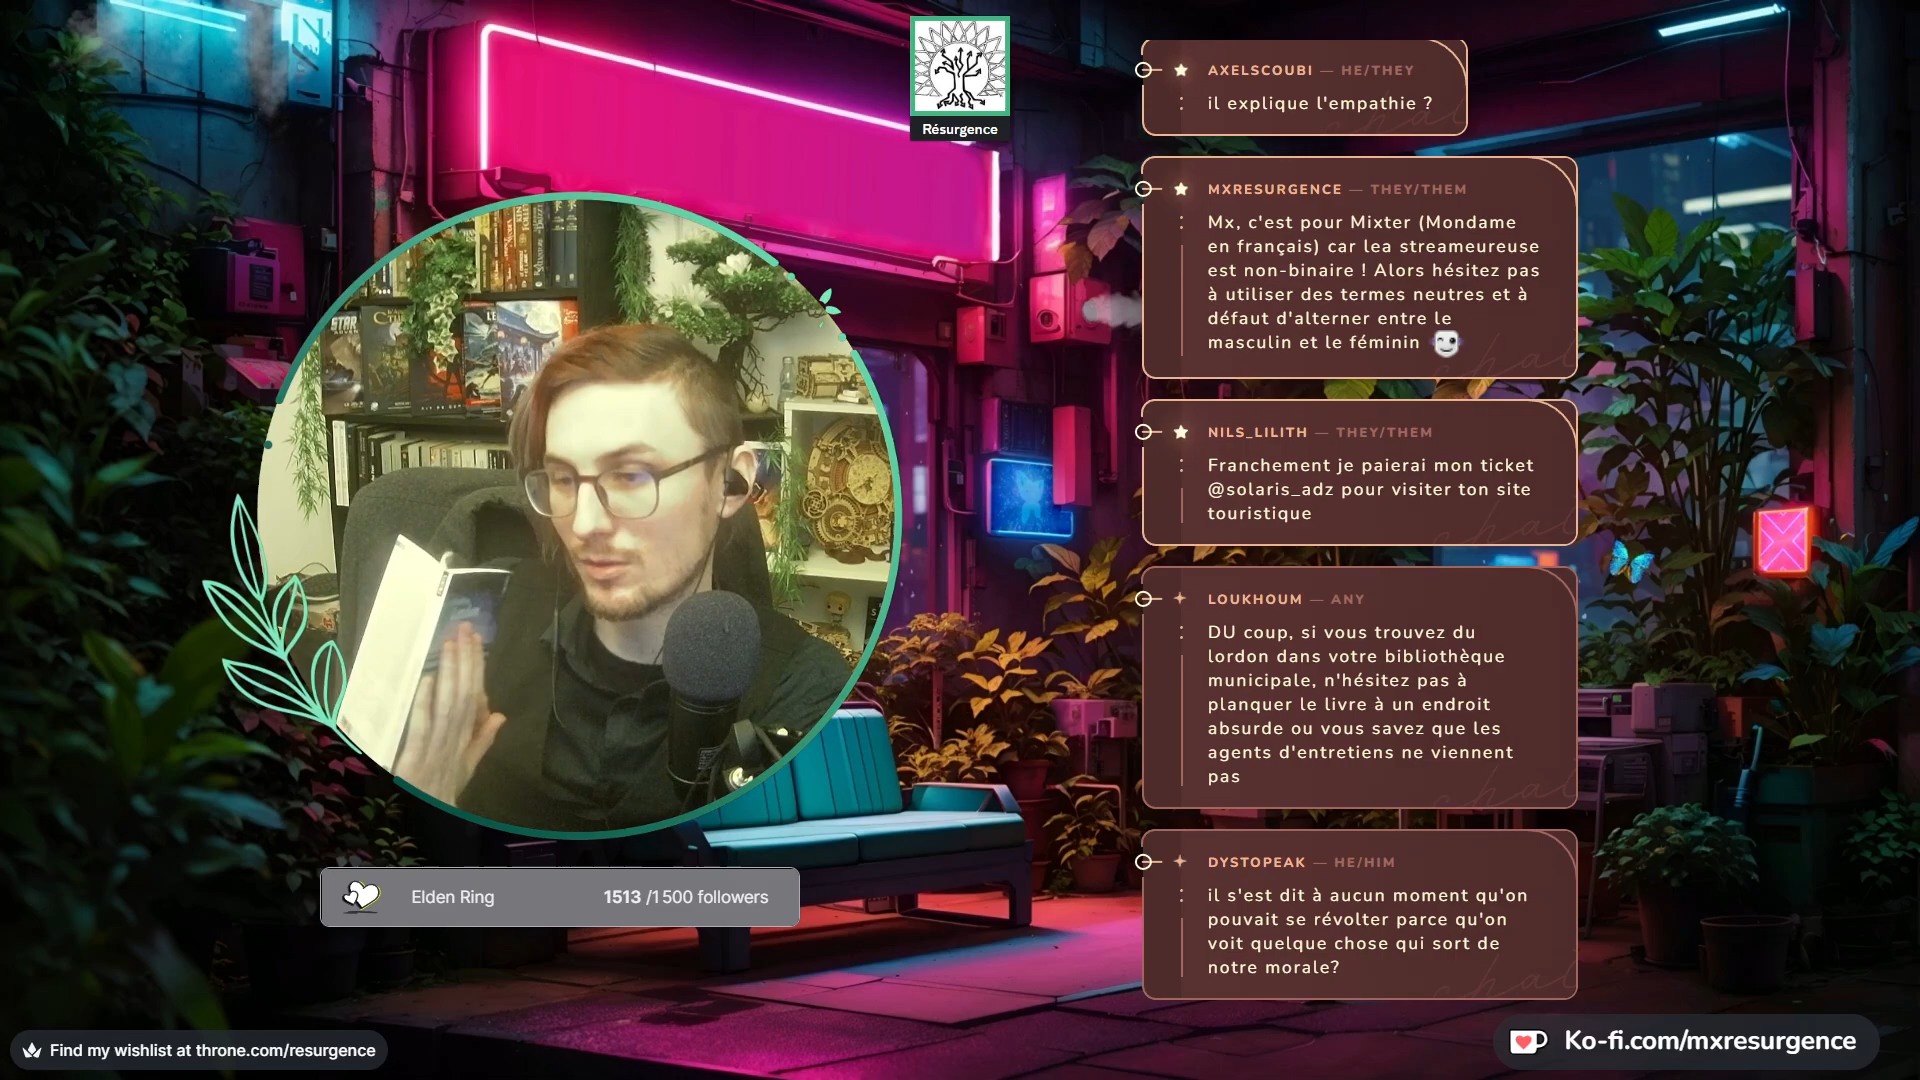 Résurgence
AXELSCOUBI — HE/THEY
: il explique l'empathie ?
MXRESURGENCE — THEY/THEM
: Mx, c'est pour Mixter (Mondame
en français) car lea streameureuse
est non-binaire ! Alors hésitez pas
à utiliser des termes neutres et à
défaut d'alterner entre le
masculin et le féminin
NILS_LILITH — THEY/THEM
: Franchement je paierai mon ticket
@solaris_adz pour visiter ton site
touristique
LOUKHOUM — ANY
: DU coup, si vous trouvez du
lordon dans votre bibliothèque
municipale, n'hésitez pas à
planquer le livre à un endroit
absurde ou vous savez que les
agents d'entretiens ne viennent
pas
DYSTOPEAK — HE/HIM
: il s'est dit à aucun moment qu'on
pouvait se révolter parce qu'on
voit quelque chose qui sort de
notre morale?
Elden Ring 1513 /1 500 followers
Find my wishlist at throne.com/resurgence
Ko-fi.com/mxresurgence